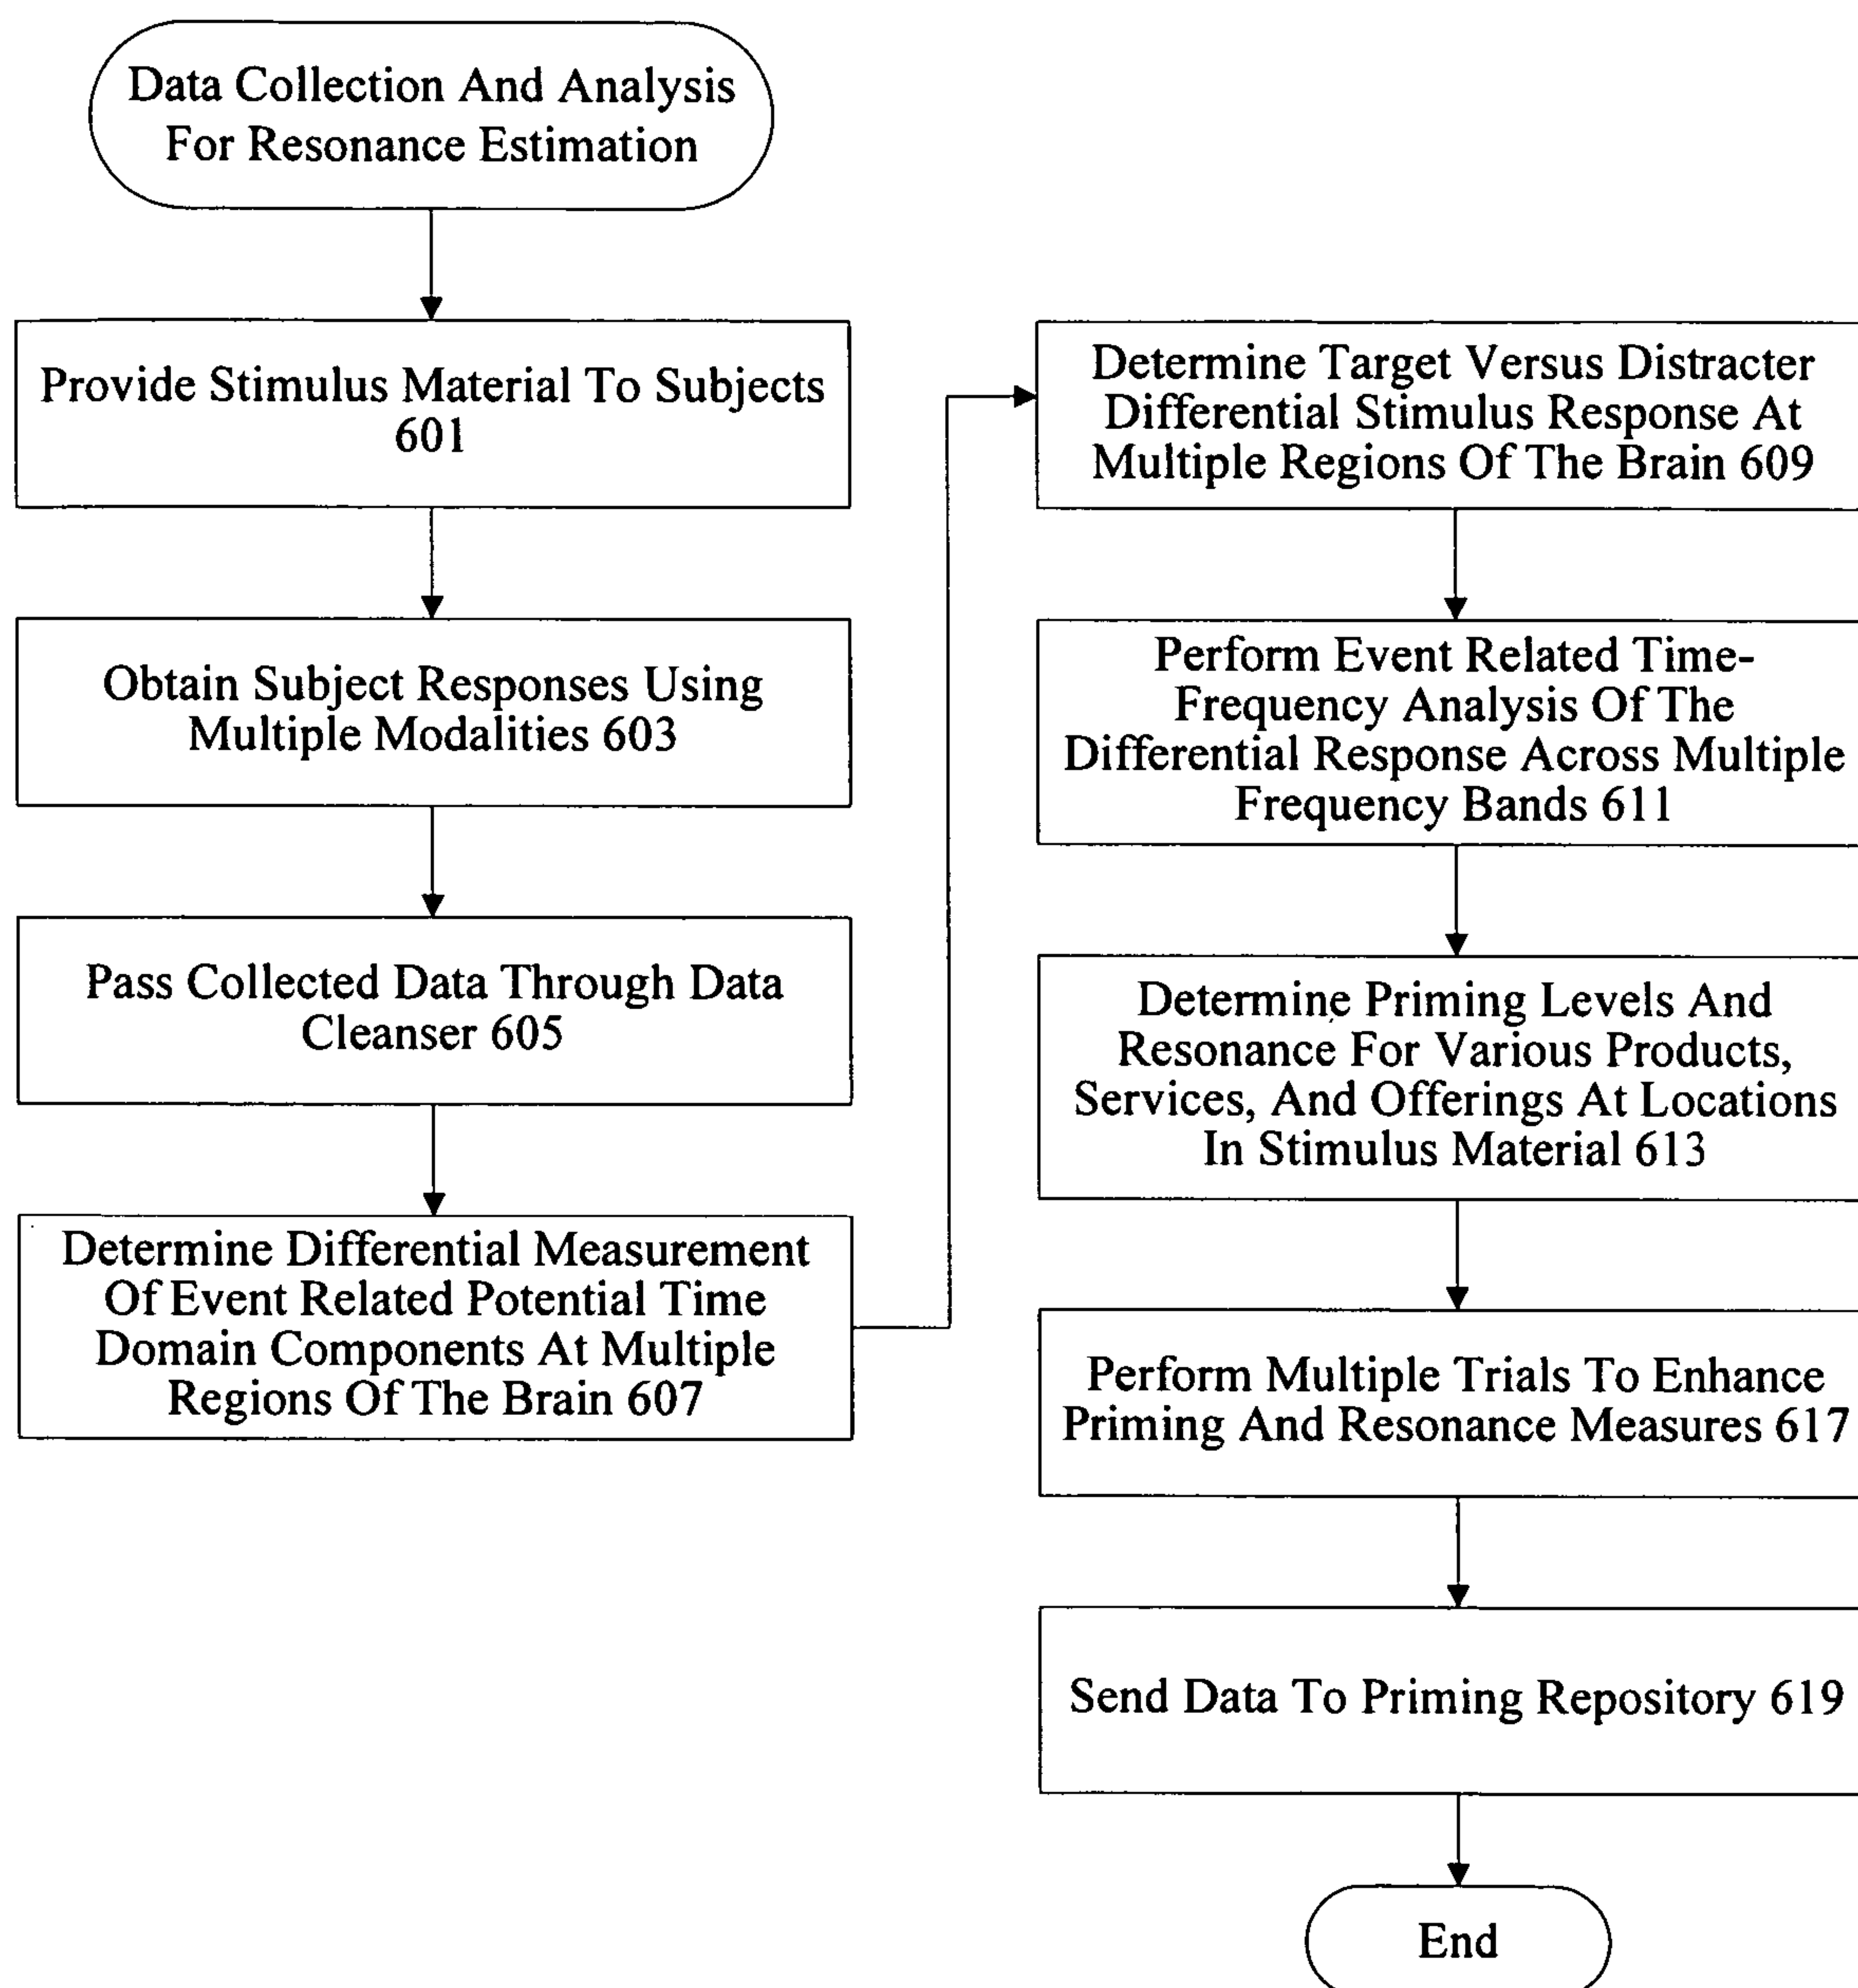 Data Collection And Analysis
For Resonance Estimation
Provide Stimulus Material To Subjects
601
Obtain Subject Responses Using
Multiple Modalities 603
Pass Collected Data Through Data
Cleanser 605
Determine Differential Measurement
Of Event Related Potential Time
Domain Components At Multiple
Regions Of The Brain 607
Determine Target Versus Distracter
Differential Stimulus Response At
Multiple Regions Of The Brain 609
Perform Event Related Time-
Frequency Analysis Of The
Differential Response Across Multiple
Frequency Bands 611
Determine Priming Levels And
Resonance For Various Products,
Services, And Offerings At Locations
In Stimulus Material 613
Perform Multiple Trials To Enhance
Priming And Resonance Measures 617
Send Data To Priming Repository 619
End